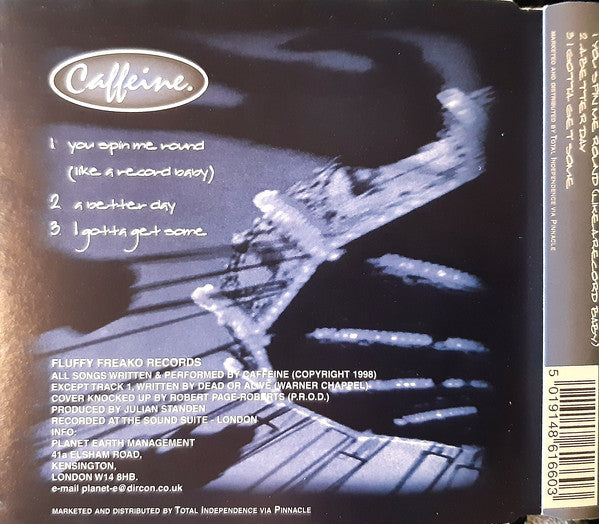 Caffeine.
1 you spin me round
(like a record baby)
2 a better day
3 I gotta get some
FLUFFY FREAKO RECORDS
ALL SONGS WRITTEN & PERFORMED BY CAFFEINE (COPYRIGHT 1998)
EXCEPT TRACK 1, WRITTEN BY DEAD OR ALIVE (WARNER CHAPPEL)
COVER KNOCKED UP BY ROBERT PAGE-ROBERTS (P.R.O.D.)
PRODUCED BY JULIAN STANDEN
RECORDED AT THE SOUND SUITE - LONDON
INFO-
PLANET EARTH MANAGEMENT
41a ELSHAM ROAD,
KENSINGTON,
LONDON W14 8HB.
e-mail planet-e@dircon.co.uk
MARKETED AND DISTRIBUTED BY TOTAL INDEPENDENCE VIA PINNACLE
1 YOU SPIN ME ROUND (LIKE A RECORD BABY)
2 A BETTER DAY
3 I GOTTA GET SOME
MARKETED AND DISTRIBUTED BY TOTAL INDEPENDENCE VIA PINNACLE
5 019148 616603